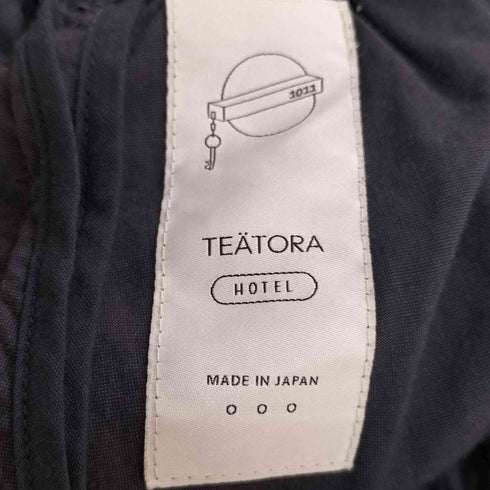 1011
TEÄTORA
HOTEL
MADE IN JAPAN